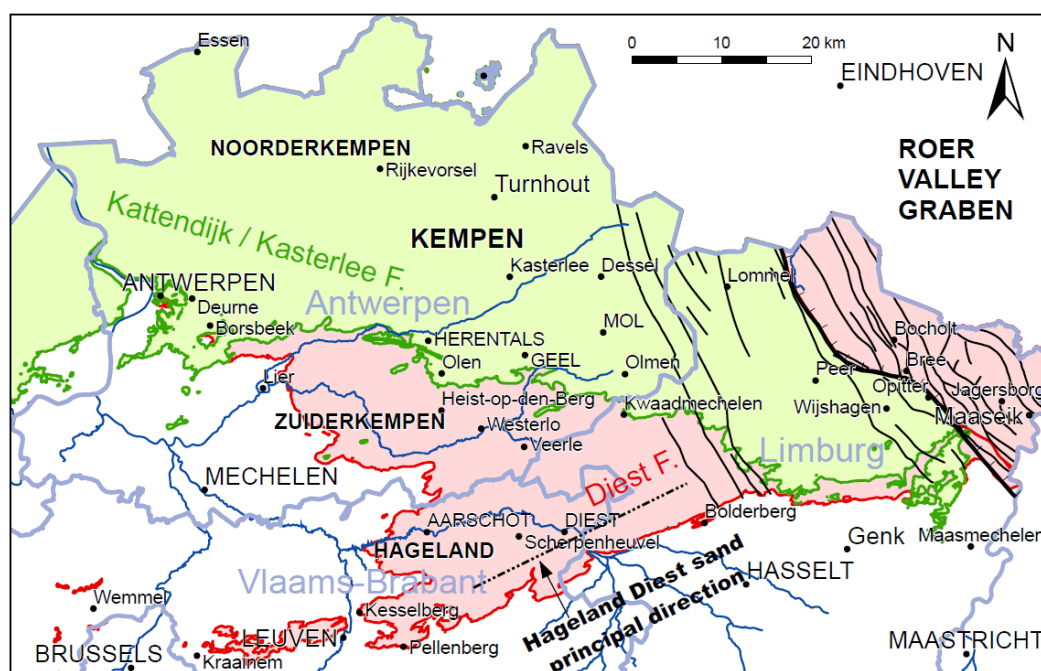 Essen
0 10 20 km
N
EINDHOVEN
NOORDERKEMPEN
Ravels
Rijkevorsel
ROER
VALLEY
GRABEN
Turnhout
Kattendijk / Kasterlee F.
KEMPEN
Kasterlee
Dessel
Lommel
ANTWERPEN
Deurne
Antwerpen
Borsbeek
MOL
Bocholt
HERENTALS
GEEL
Olen
Olmen
Peer
Bree
Opitter
Jagersborg
Lier
Heist-op-den-Berg
Kwaadmechelen
Wijshagen
Maaseik
ZUIDERKEMPEN
Westerlo
Veerle
Limburg
MECHELEN
Diest F.
AARSCHOT
DIEST
Bolderberg
Scherpenheuvel
HAGELAND
Genk
Maasmechelen
Vlaams-Brabant
HASSELT
Hageland Diest sand
principal direction
Wemmel
Kesselberg
LEUVEN
Pellenberg
BRUSSELS
Kraainem
MAASTRICHT